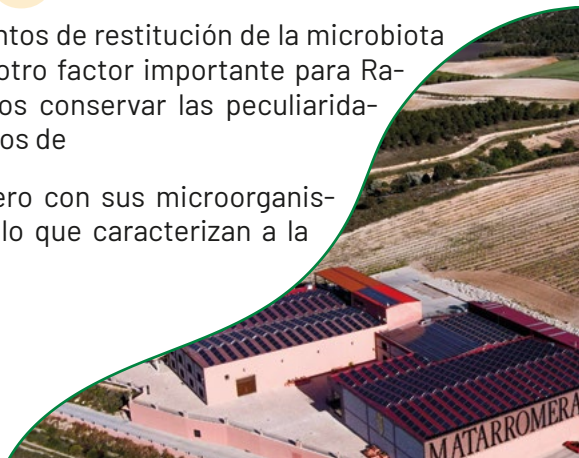 ntos de restitución de la microbiota
otro factor importante para Ra-
os conservar las peculiarida-
os de
ero con sus microorganis-
lo que caracterizan a la
MATARROMERA